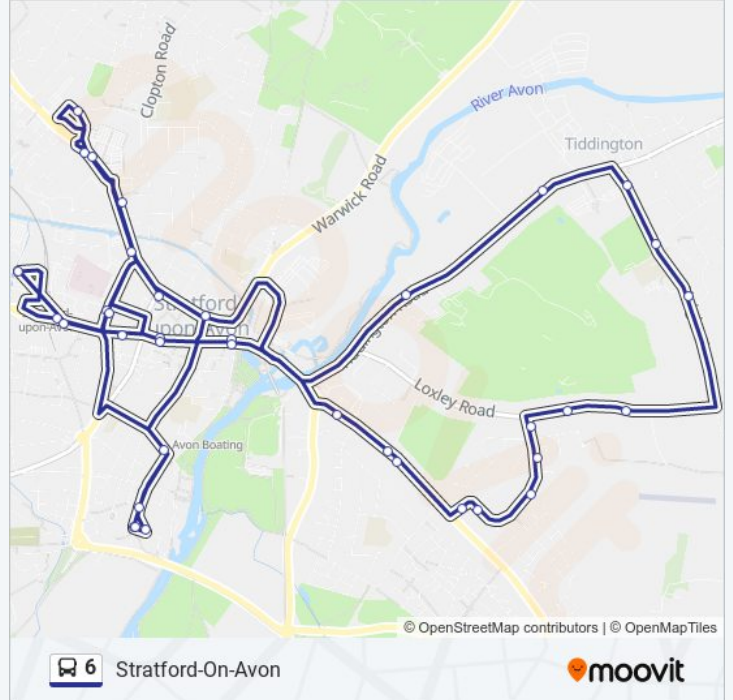 Clopton Road
River Avon
Tiddington
Warwick Road
Stratford
upon-Avon
upon-Avo
Loxley Road
Avon Boating
© OpenStreetMap contributors | © OpenMapTiles
6 Stratford-On-Avon
moovit